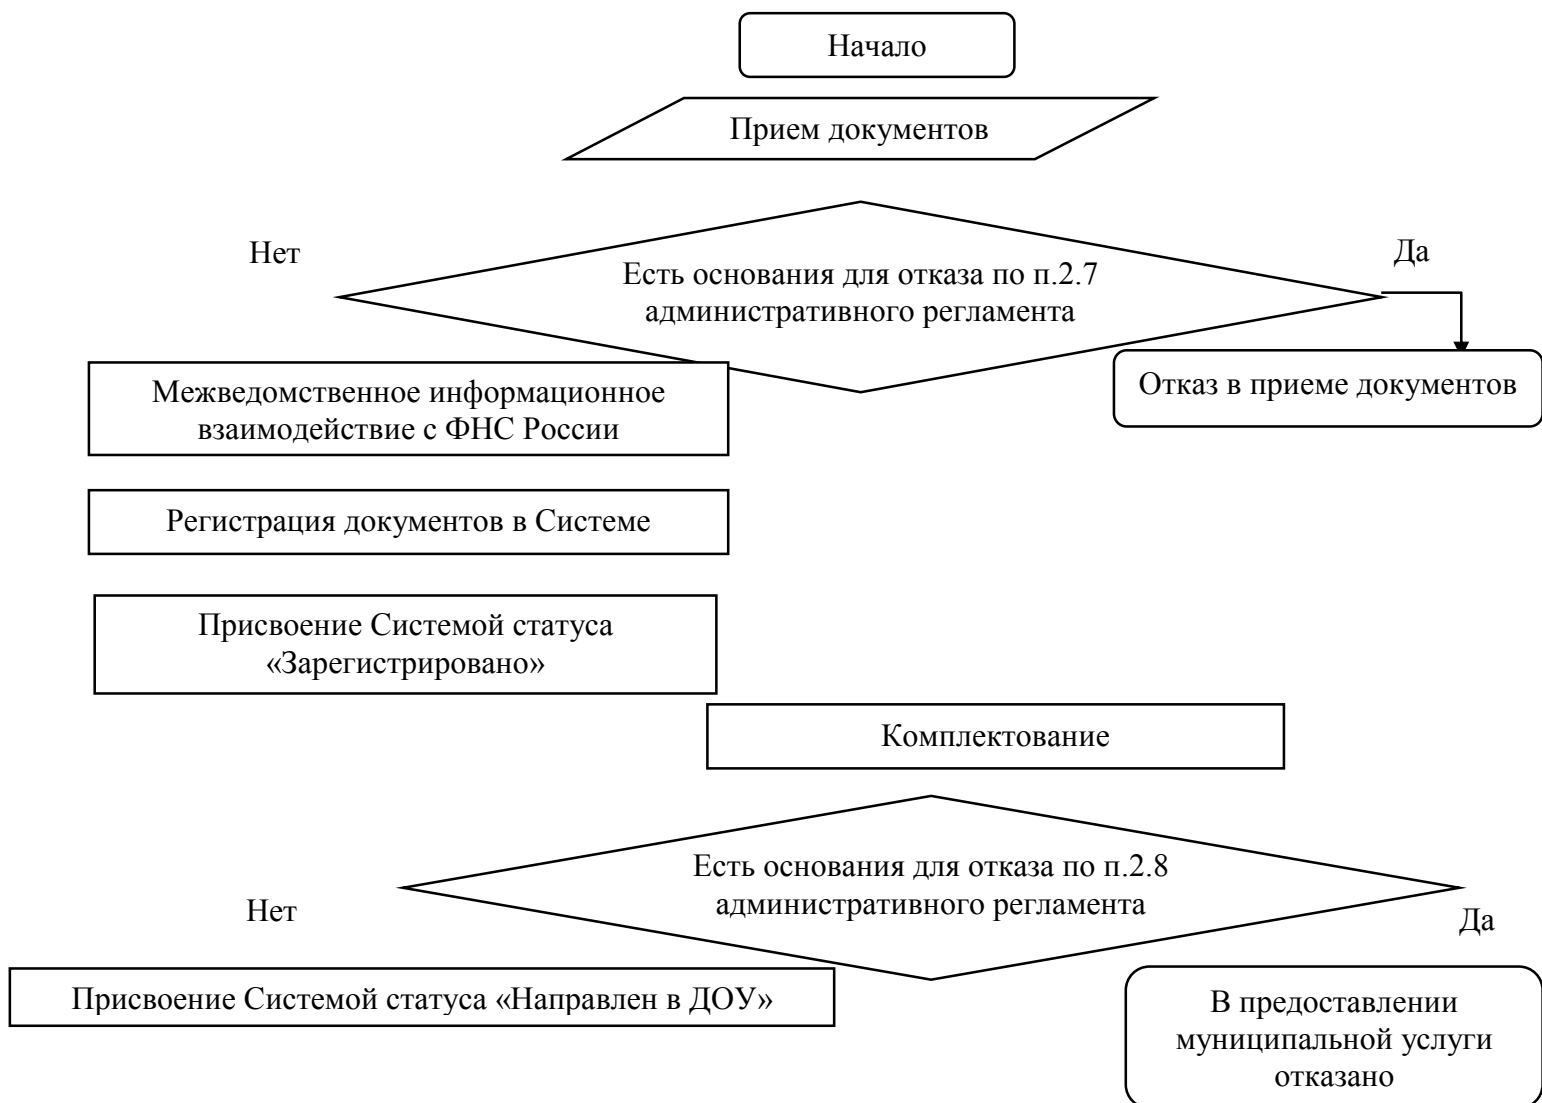 Начало
Прием документов
Нет
Да
Есть основания для отказа по п.2.7
административного регламента
Межведомственное информационное
взаимодействие с ФНС России
Отказ в приеме документов
Регистрация документов в Системе
Присвоение Системой статуса
«Зарегистрировано»
Комплектование
Есть основания для отказа по п.2.8
административного регламента
Нет
Да
Присвоение Системой статуса «Направлен в ДОУ»
В предоставлении
муниципальной услуги
отказано